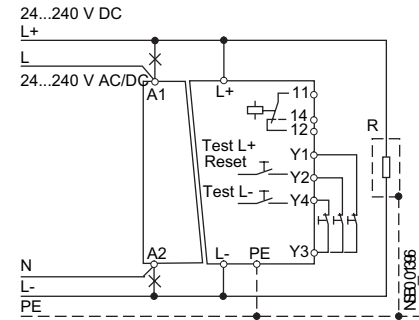 24...240 V DC
L+
L
24...240 V AC/DC
A1
L+
11
14
12
R
Test L+
Reset
Y1
Y2
Test L-
Y4
A2
L-
PE
Y3
N
L-
PE